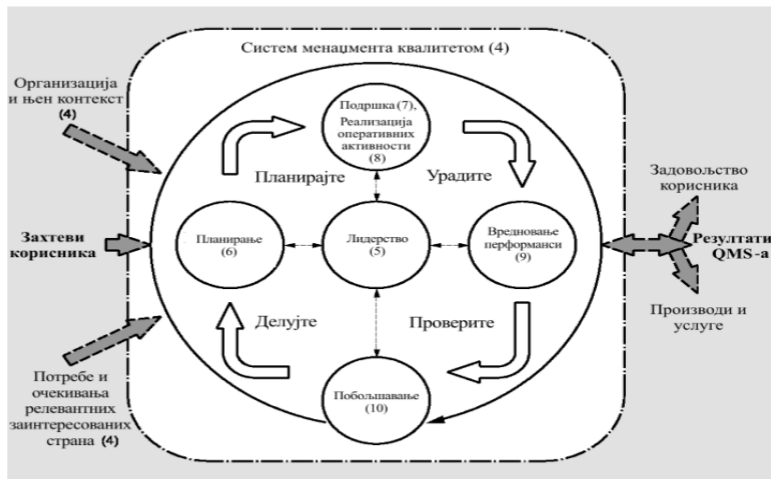 Систем менаџмента квалитетом (4)
Организација
и њен контекст
(4)
Подршка (7),
Реализација
оперативних
активности
(8)
Планирајте
Урадите
Задовољство
корисника
Захтеви
корисника
Планирање
(6)
Лидерство
(5)
Вредновање
перформанси
(9)
Резултати
QMS-а
Делујте
Проверите
Производи и
услуге
Потребе и
очекивања
релевантних
заинтересованих
страна (4)
Побољшавање
(10)